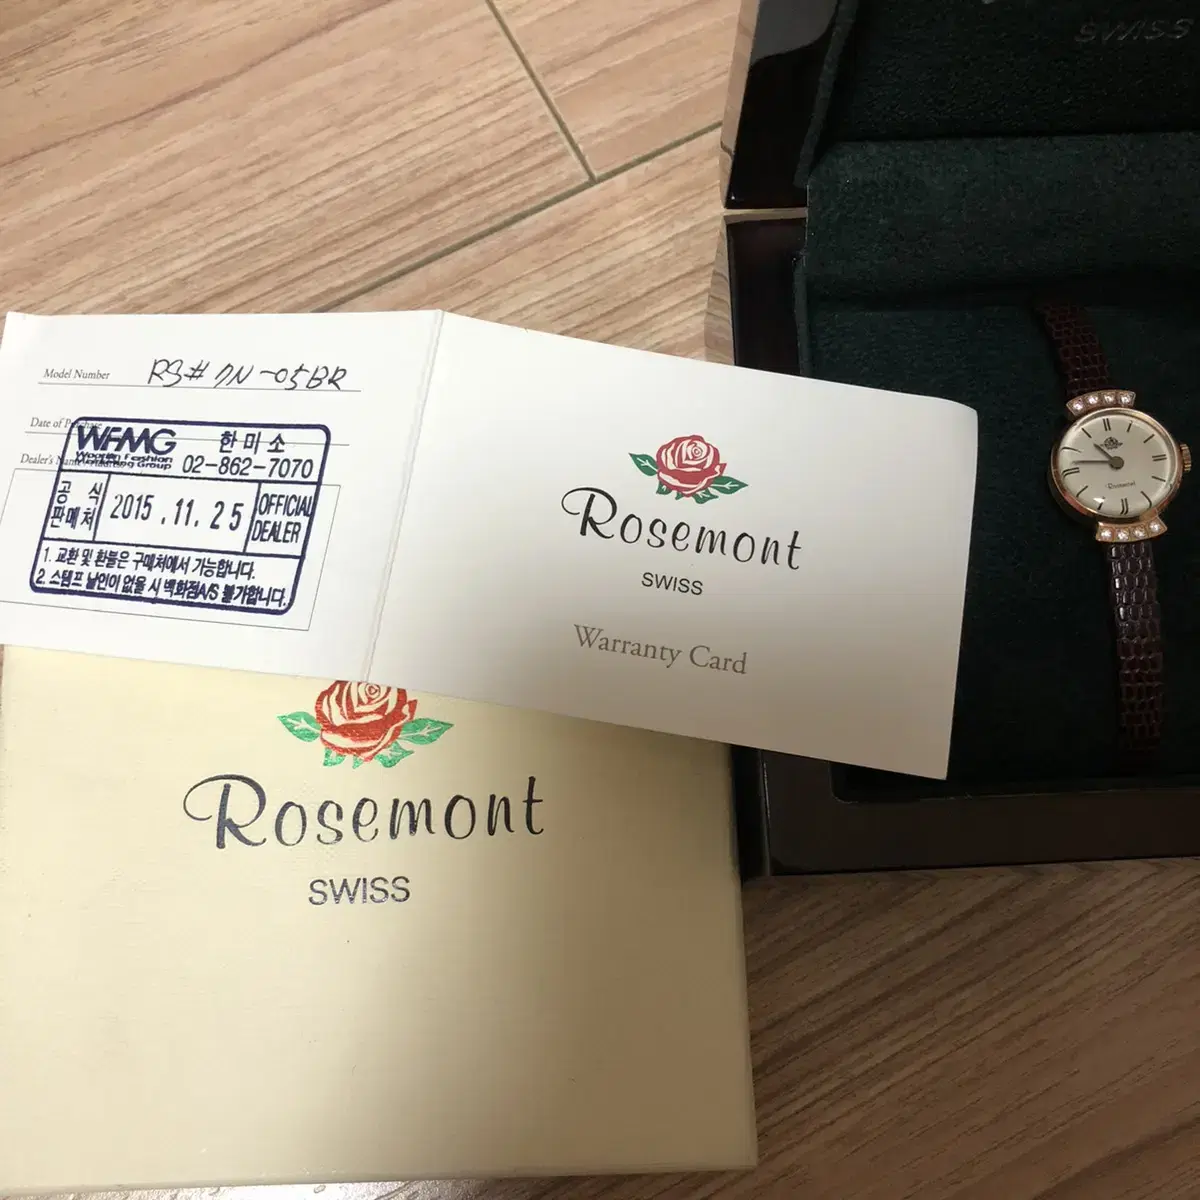 SWISS
Model Number RS# 7N-05BR
Date of Purchase
Dealer's Name
WFMG 한미소
Woorim Fashion
Marketing Group 02-862-7070
공식 판매처 2015.11.25 OFFICIAL DEALER
1. 교환 및 환불은 구매처에서 가능합니다.
2. 스탬프 날인이 없을 시 백화점A/S 불가합니다.
Rosemont
SWISS
Warranty Card
Rosemont
Rosemont
SWISS